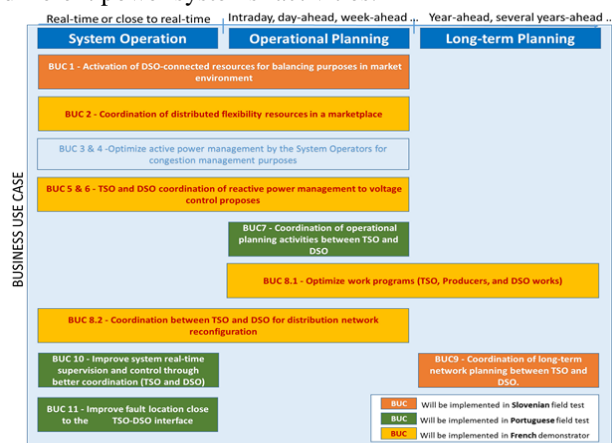 Real-time or close to real-time
Intraday, day-ahead, week-ahead ...
Year-ahead, several years-ahead ...
System Operation
Operational Planning
Long-term Planning
BUSINESS USE CASE
BUC 1 - Activation of DSO-connected resources for balancing purposes in market
environment
BUC 2 - Coordination of distributed flexibility resources in a marketplace
BUC 3 & 4 -Optimize active power management by the System Operators for
congestion management purposes
BUC 5 & 6 - TSO and DSO coordination of reactive power management to voltage
control proposes
BUC7 - Coordination of operational
planning activities between TSO and
DSO
BUC 8.1 - Optimize work programs (TSO, Producers, and DSO works)
BUC 8.2 - Coordination between TSO and DSO for distribution network
reconfiguration
BUC 10 - Improve system real-time
supervision and control through
better coordination (TSO and DSO)
BUC9 - Coordination of long-term
network planning between TSO and
DSO.
BUC 11 - Improve fault location close
to the TSO-DSO interface
BUC Will be implemented in Slovenian field test
BUC Will be implemented in Portuguese field test
BUC Will be implemented in French demonstrator